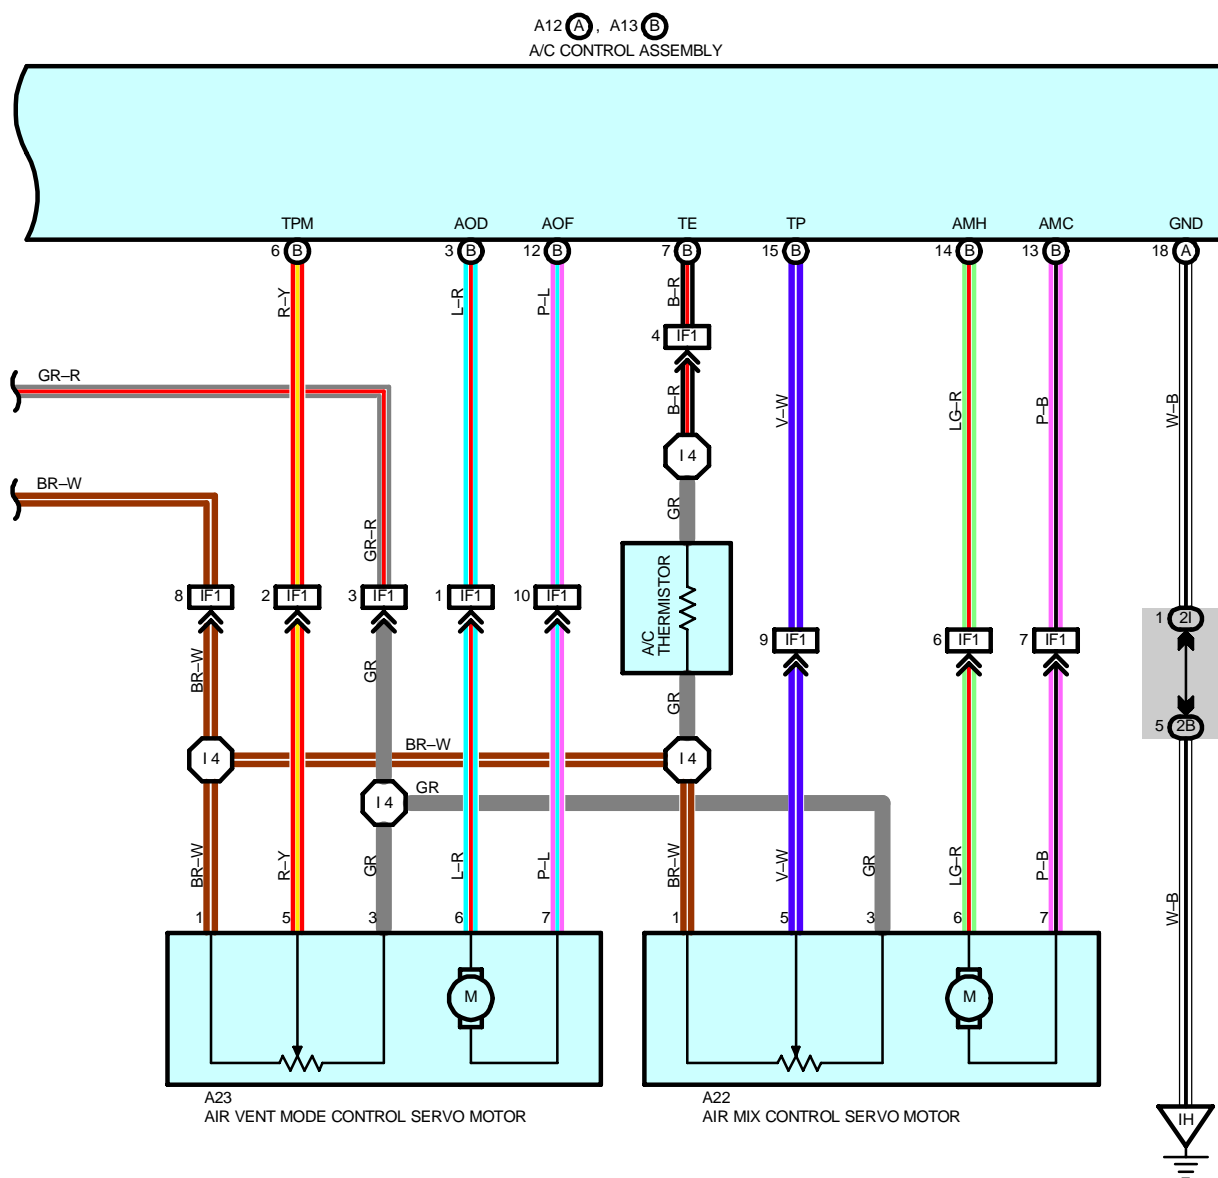 A12 A , A13 B
A/C CONTROL ASSEMBLY
TPM AOD AOF TE TP AMH AMC GND
6 B 3 B 12 B 7 B 15 B 14 B 13 B 18 A
R–Y L–R P–L B–R
4 IF1
GR–R
B–R V–W LG–R P–B W–B
I 4
BR–W
GR
GR–R
A/C
THERMISTOR
8 IF1 2 IF1 3 IF1 1 IF1 10 IF1
1 2I
9 IF1 6 IF1 7 IF1
BR–W GR GR
5 2B
I 4 BR–W I 4
I 4 GR
BR–W R–Y GR L–R P–L BR–W V–W GR LG–R P–B W–B
1 5 3 6 7 1 5 3 6 7
M M
A23
AIR VENT MODE CONTROL SERVO MOTOR
A22
AIR MIX CONTROL SERVO MOTOR
IH